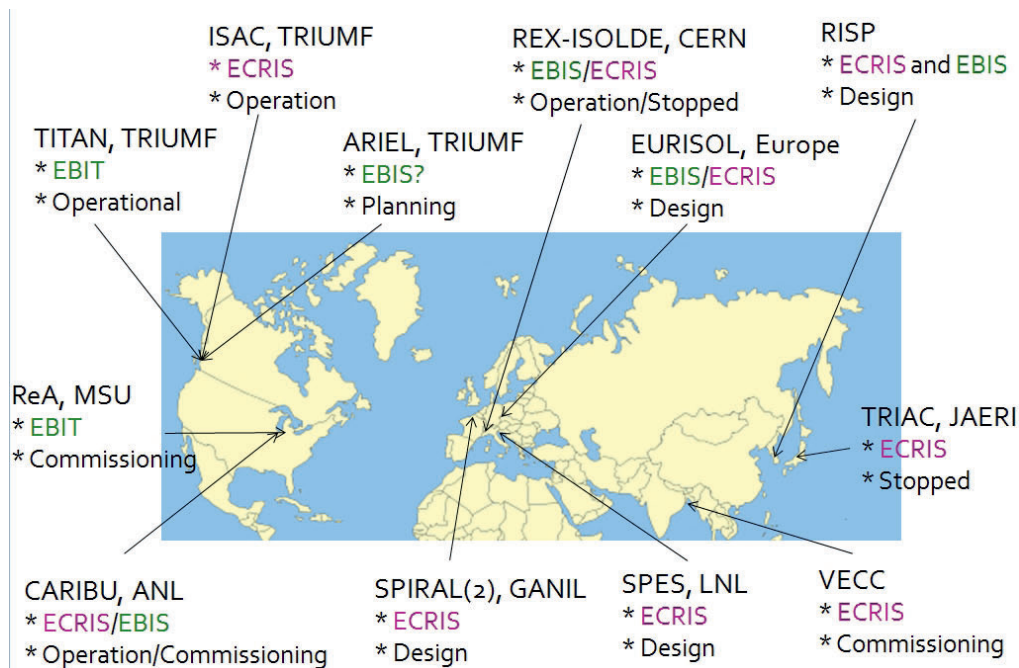 ISAC, TRIUMF
* ECRIS
* Operation
REX-ISOLDE, CERN
* EBIS/ECRIS
* Operation/Stopped
RISP
* ECRIS and EBIS
* Design
TITAN, TRIUMF
* EBIT
* Operational
ARIEL, TRIUMF
* EBIS?
* Planning
EURISOL, Europe
* EBIS/ECRIS
* Design
ReA, MSU
* EBIT
* Commissioning
TRIAC, JAERI
* ECRIS
* Stopped
CARIBU, ANL
* ECRIS/EBIS
* Operation/Commissioning
SPIRAL(2), GANIL
* ECRIS
* Design
SPES, LNL
* ECRIS
* Design
VECC
* ECRIS
* Commissioning